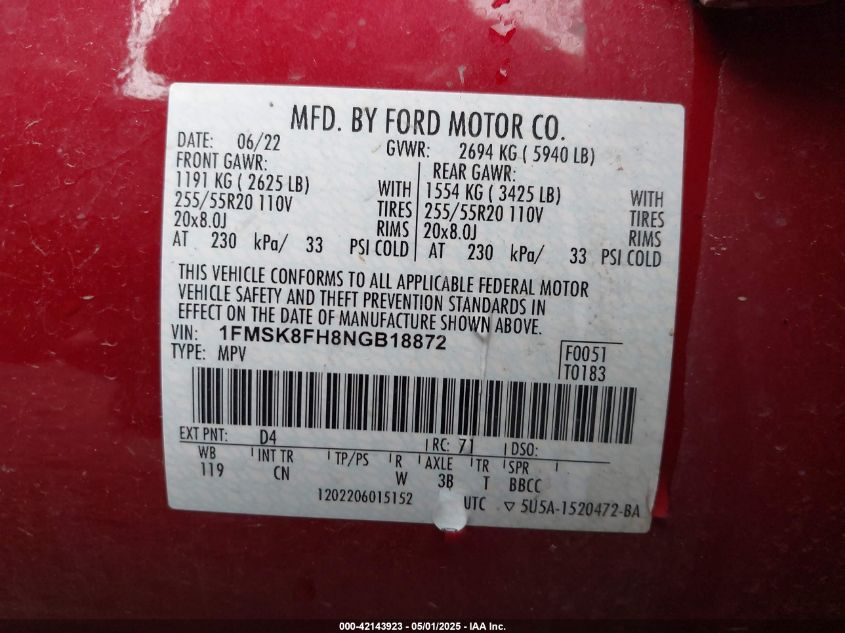 MFD. BY FORD MOTOR CO.
DATE: 06/22 GVWR: 2694 KG ( 5940 LB)
FRONT GAWR: REAR GAWR:
1191 KG ( 2625 LB) WITH 1554 KG ( 3425 LB) WITH
255/55R20 110V TIRES 255/55R20 110V TIRES
20x8.0J RIMS 20x8.0J RIMS
AT 230 kPa/ 33 PSI COLD AT 230 kPa/ 33 PSI COLD
THIS VEHICLE CONFORMS TO ALL APPLICABLE FEDERAL MOTOR
VEHICLE SAFETY AND THEFT PREVENTION STANDARDS IN
EFFECT ON THE DATE OF MANUFACTURE SHOWN ABOVE.
VIN: 1FMSK8FH8NGB18872
TYPE: MPV F0051
T0183
EXT PNT: D4 RC: 71 DSO:
WB INT TR TP/PS R AXLE TR SPR
119 CN W 3B T BBCC
1202206015152 UTC ▽ 5U5A-1520472-BA
000-42143923 - 05/01/2025 - IAA Inc.